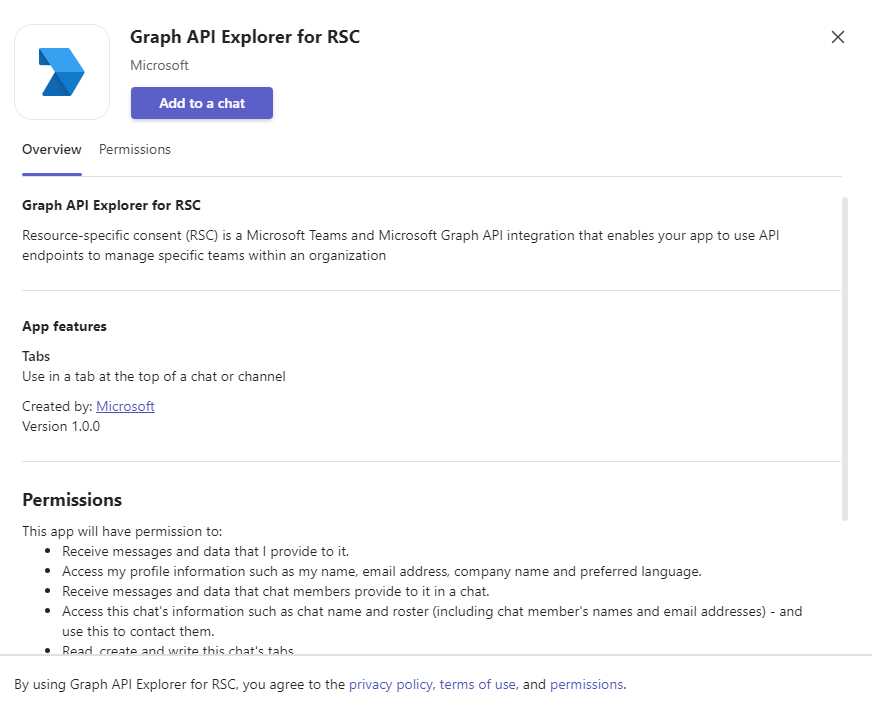 Graph API Explorer for RSC
Microsoft
Add to a chat
Overview Permissions
Graph API Explorer for RSC
Resource-specific consent (RSC) is a Microsoft Teams and Microsoft Graph API integration that enables your app to use API
endpoints to manage specific teams within an organization
App features
Tabs
Use in a tab at the top of a chat or channel
Created by: Microsoft
Version 1.0.0
Permissions
This app will have permission to:
• Receive messages and data that I provide to it.
• Access my profile information such as my name, email address, company name and preferred language.
• Receive messages and data that chat members provide to it in a chat.
• Access this chat's information such as chat name and roster (including chat member's names and email addresses) - and
use this to contact them.
• Read, create and write this chat's tabs
By using Graph API Explorer for RSC, you agree to the privacy policy, terms of use, and permissions.